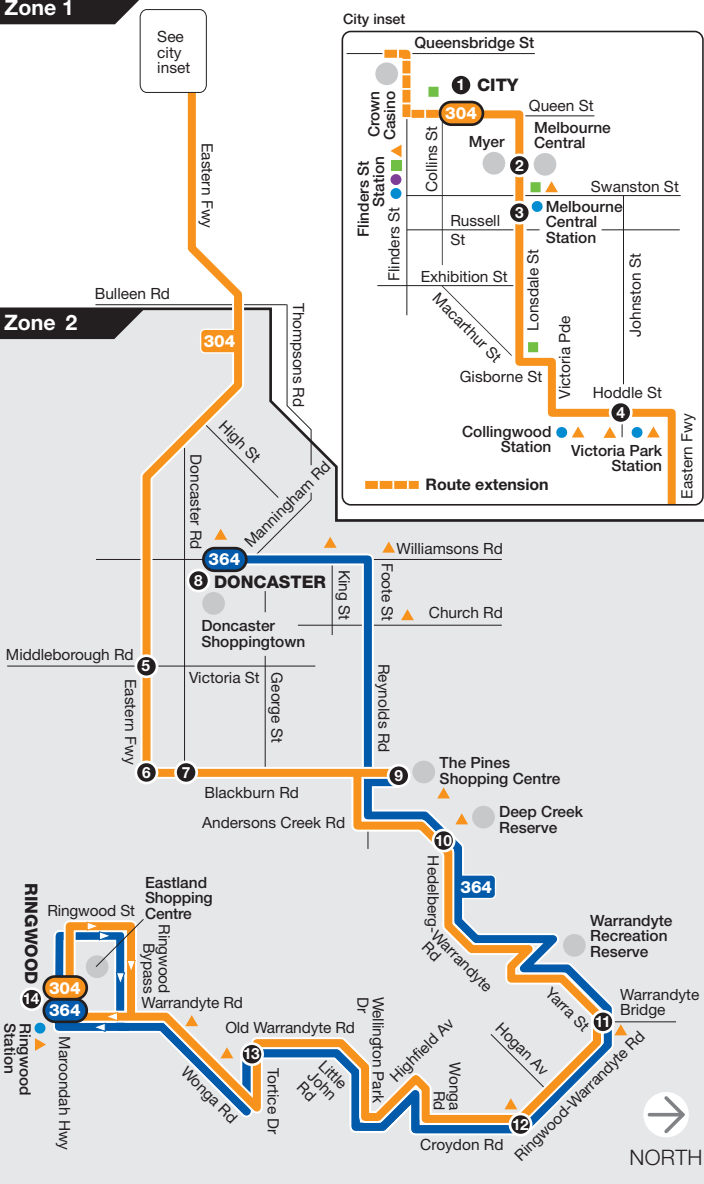 Zone 1
See
city
inset
Eastern Fwy
Bulleen Rd
Zone 2
304
Thompsons Rd
High St
Doncaster Rd
Manningham Rd
364
8 DONCASTER
Doncaster
Shoppingtown
Williamsons Rd
King St
Foote St
Church Rd
Middleborough Rd
5
Victoria St
George St
Reynolds Rd
Eastern Fwy
6
7
Blackburn Rd
9
The Pines
Shopping Centre
Andersons Creek Rd
Deep Creek
Reserve
10
364
Hedelberg-Warrandyte
Rd
Warrandyte
Recreation
Reserve
Yarra St
Warrandyte
Bridge
11
Ringwood-Warrandyte Rd
Hogan Av
12
Croydon Rd
Wonga
Rd
Highfield Av
Wellington Park
Dr
Little
John
Rd
Old Warrandyte Rd
13
Tortice Dr
Warrandyte Rd
Wonga Rd
Eastland
Shopping
Centre
Ringwood St
Ringwood
Bypass
RINGWOOD
14
304
364
Ringwood
Station
Maroondah Hwy
NORTH
City inset
Queensbridge St
1 CITY
Crown
Casino
304
Queen St
Collins St
Myer
Melbourne
Central
2
Flinders St
Station
Swanston St
3
Melbourne
Central
Station
Russell
St
Flinders St
Exhibition St
Lonsdale St
Johnston St
Macarthur St
Gisborne St
Victoria Pde
Hoddle St
4
Collingwood
Station
Victoria Park
Station
Eastern Fwy
Route extension